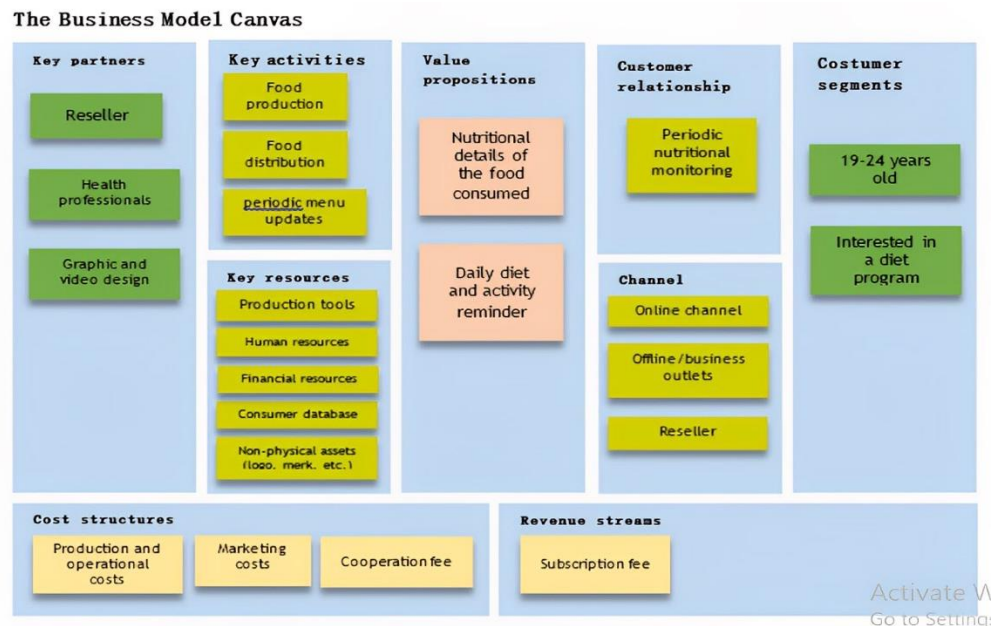 The Business Model Canvas
Key partners
Reseller
Health
professionals
Graphic and
video design
Key activities
Food
production
Food
distribution
periodic menu
updates
Key resources
Production tools
Human resources
Financial resources
Consumer database
Non-physical assets
(logo, merk, etc.)
Value
propositions
Nutritional
details of
the food
consumed
Daily diet
and activity
reminder
Customer
relationship
Periodic
nutritional
monitoring
Channel
Online channel
Offline/business
outlets
Reseller
Costumer
segments
19-24 years
old
Interested in
a diet
program
Cost structures
Production and
operational
costs
Marketing
costs
Cooperation fee
Revenue streams
Subscription fee
Activate W
Go to Settings